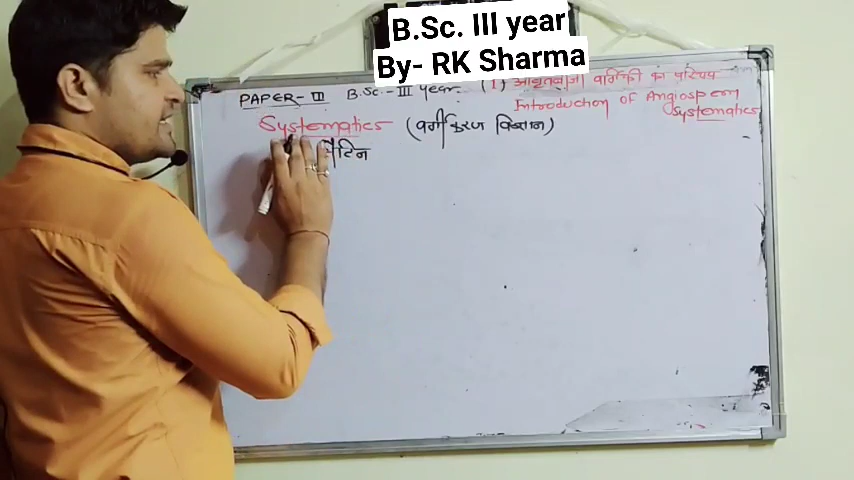 B.Sc. III year
By- RK Sharma
PAPER- III B.Sc.- III year. (1) आवृतबीजी वर्गिकी का परिचय
Introduction of Angiosperm
Systematics
Systematics (वर्गीकरण विज्ञान)
लैटिन